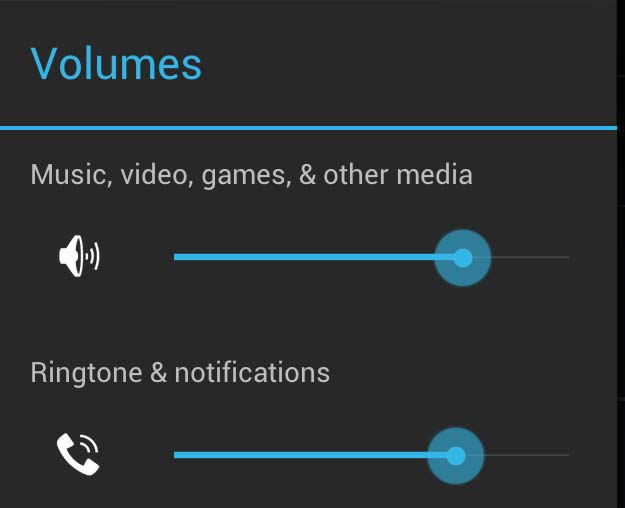 Volumes
Music, video, games, & other media
Ringtone & notifications